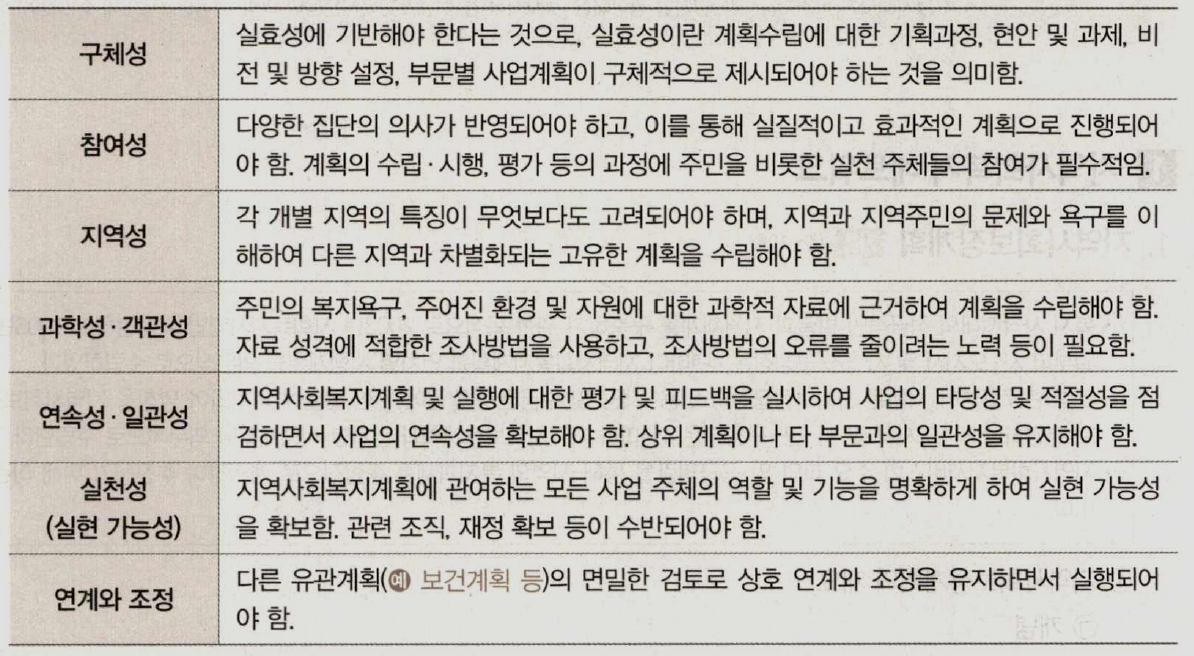 구체성
실효성에 기반해야 한다는 것으로, 실효성이란 계획수립에 대한 기획과정, 현안 및 과제, 비
전 및 방향 설정, 부문별 사업계획이 구체적으로 제시되어야 하는 것을 의미함.
참여성
다양한 집단의 의사가 반영되어야 하고, 이를 통해 실질적이고 효과적인 계획으로 진행되어
야 함. 계획의 수립·시행, 평가 등의 과정에 주민을 비롯한 실천 주체들의 참여가 필수적임.
지역성
각 개별 지역의 특징이 무엇보다도 고려되어야 하며, 지역과 지역주민의 문제와 욕구를 이
해하여 다른 지역과 차별화되는 고유한 계획을 수립해야 함.
과학성·객관성
주민의 복지욕구, 주어진 환경 및 자원에 대한 과학적 자료에 근거하여 계획을 수립해야 함.
자료 성격에 적합한 조사방법을 사용하고, 조사방법의 오류를 줄이려는 노력 등이 필요함.
연속성·일관성
지역사회복지계획 및 실행에 대한 평가 및 피드백을 실시하여 사업의 타당성 및 적절성을 점
검하면서 사업의 연속성을 확보해야 함. 상위 계획이나 타 부문과의 일관성을 유지해야 함.
실천성
(실현 가능성)
지역사회복지계획에 관여하는 모든 사업 주체의 역할 및 기능을 명확하게 하여 실현 가능성
을 확보함. 관련 조직, 재정 확보 등이 수반되어야 함.
연계와 조정
다른 유관계획(예 보건계획 등)의 면밀한 검토로 상호 연계와 조정을 유지하면서 실행되어
야 함.